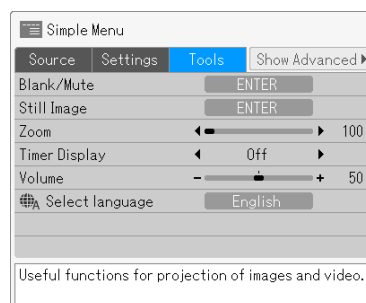 Simple Menu
Source Settings Tools Show Advanced
Blank/Mute ENTER
Still Image ENTER
Zoom 100
Timer Display Off
Volume - + 50
A Select language English
Useful functions for projection of images and video.